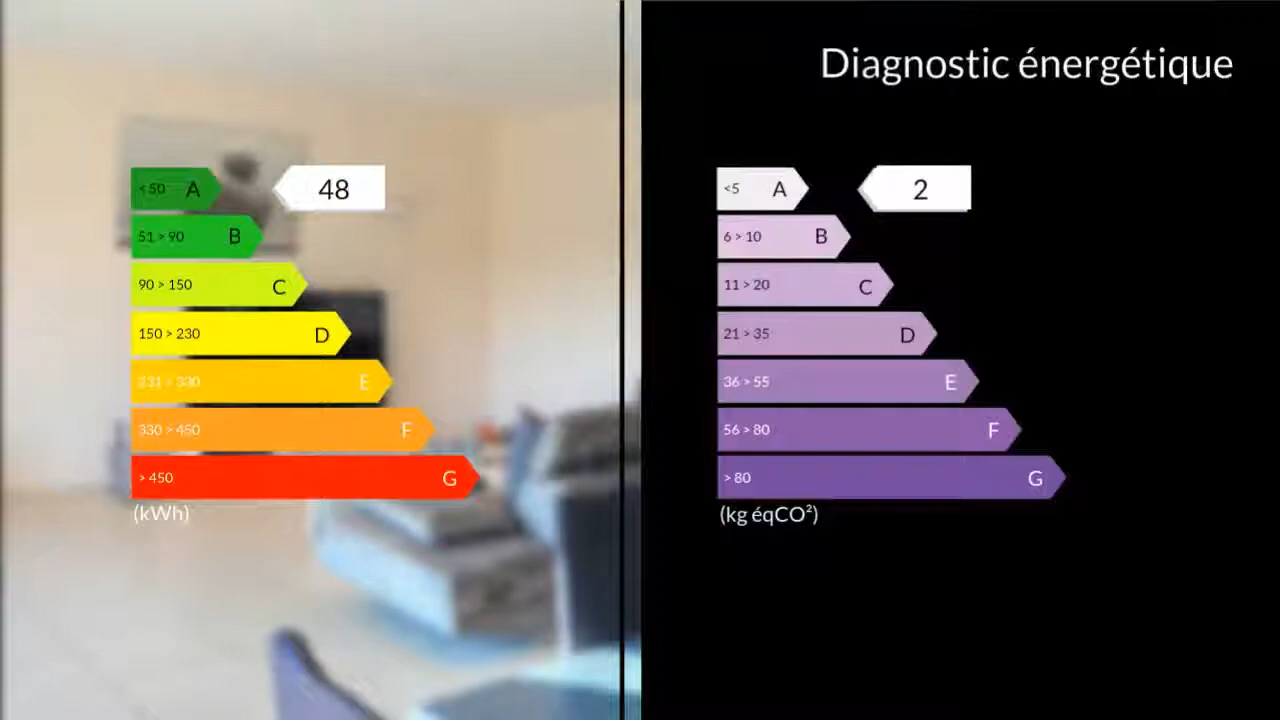 Diagnostic énergétique
<50 A
48
51 > 90 B
90 > 150 C
150 > 230 D
231 > 330 E
330 > 450 F
> 450 G
(kWh)
<5 A
2
6 > 10 B
11 > 20 C
21 > 35 D
36 > 55 E
56 > 80 F
> 80 G
(kg éqCO²)